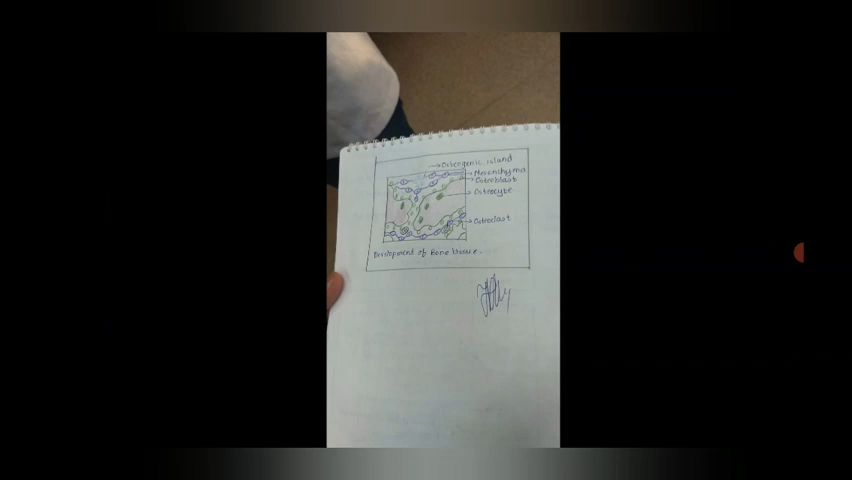 Osteogenic island
Mesenchyma
Osteoblast
Osteocyte
Osteoclast
Development of Bone tissue.